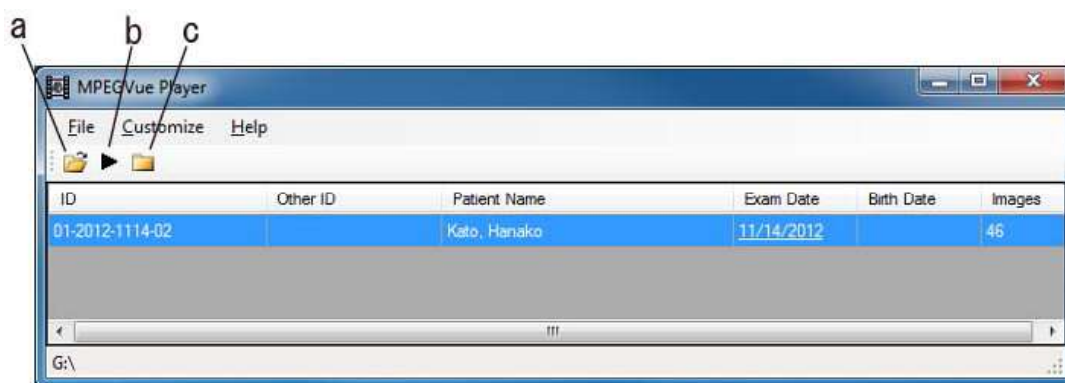 a b c
MPEGVue Player
File Customize Help
ID Other ID Patient Name Exam Date Birth Date Images
01-2012-1114-02 Kato, Hanako 11/14/2012 46
G:\